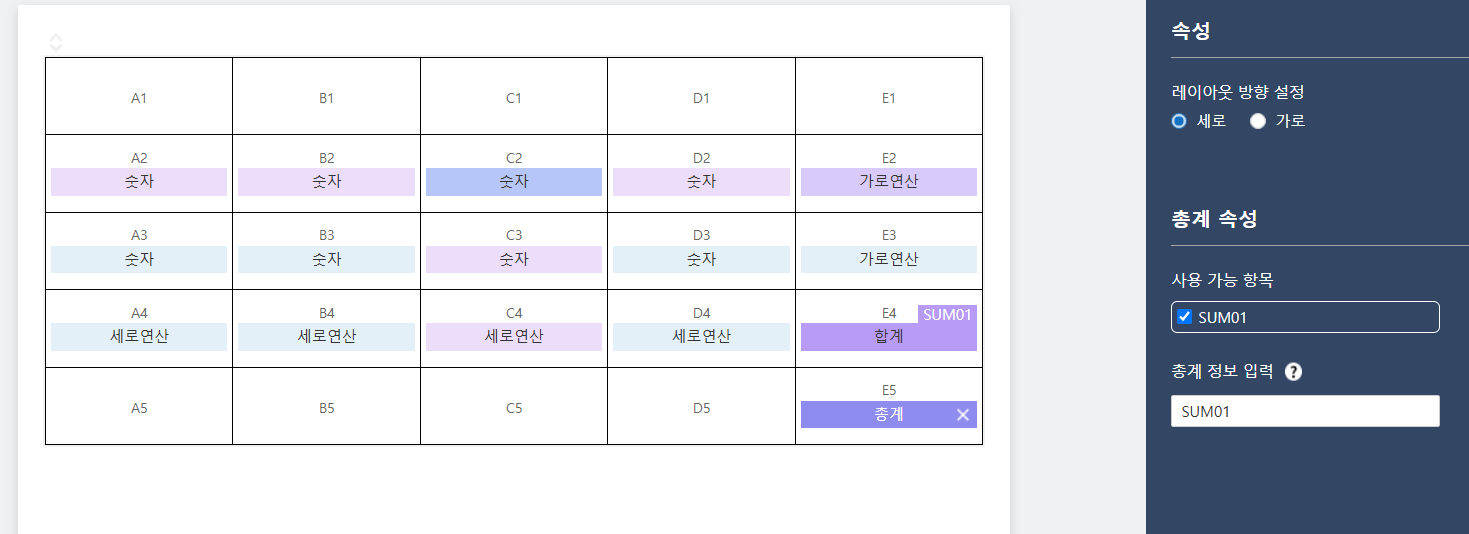 A1 B1 C1 D1 E1
A2 B2 C2 D2 E2
숫자 숫자 숫자 숫자 가로연산
A3 B3 C3 D3 E3
숫자 숫자 숫자 숫자 가로연산
A4 B4 C4 D4 E4 SUM01
세로연산 세로연산 세로연산 세로연산 합계
A5 B5 C5 D5 E5
총계
속성
레이아웃 방향 설정
세로 가로
총계 속성
사용 가능 항목
SUM01
총계 정보 입력 ?
SUM01